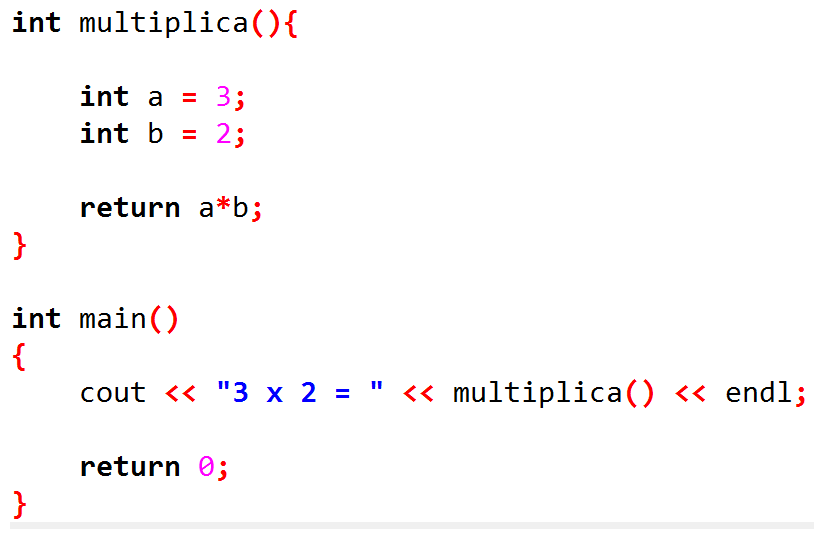 int multiplica(){
int a = 3;
int b = 2;
return a*b;
}
int main()
{
cout << "3 x 2 = " << multiplica() << endl;
return 0;
}